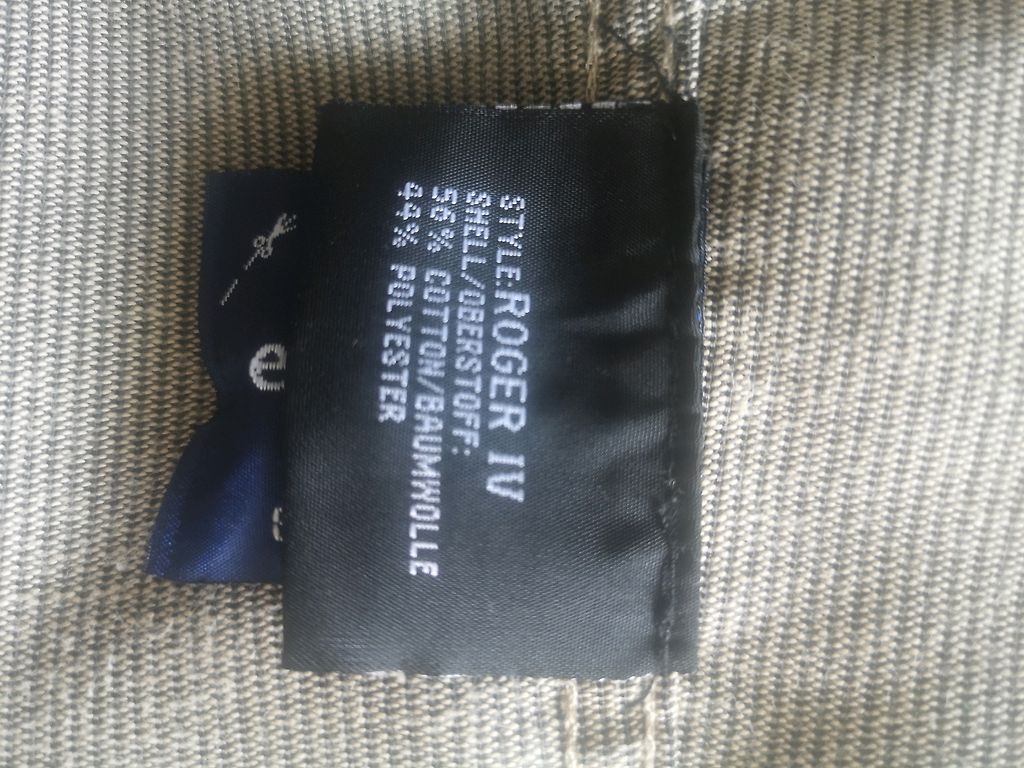 STYLE:ROGER IV
SHELL/OBERSTOFF:
56% COTTON/BAUMWOLLE
44% POLYESTER
e